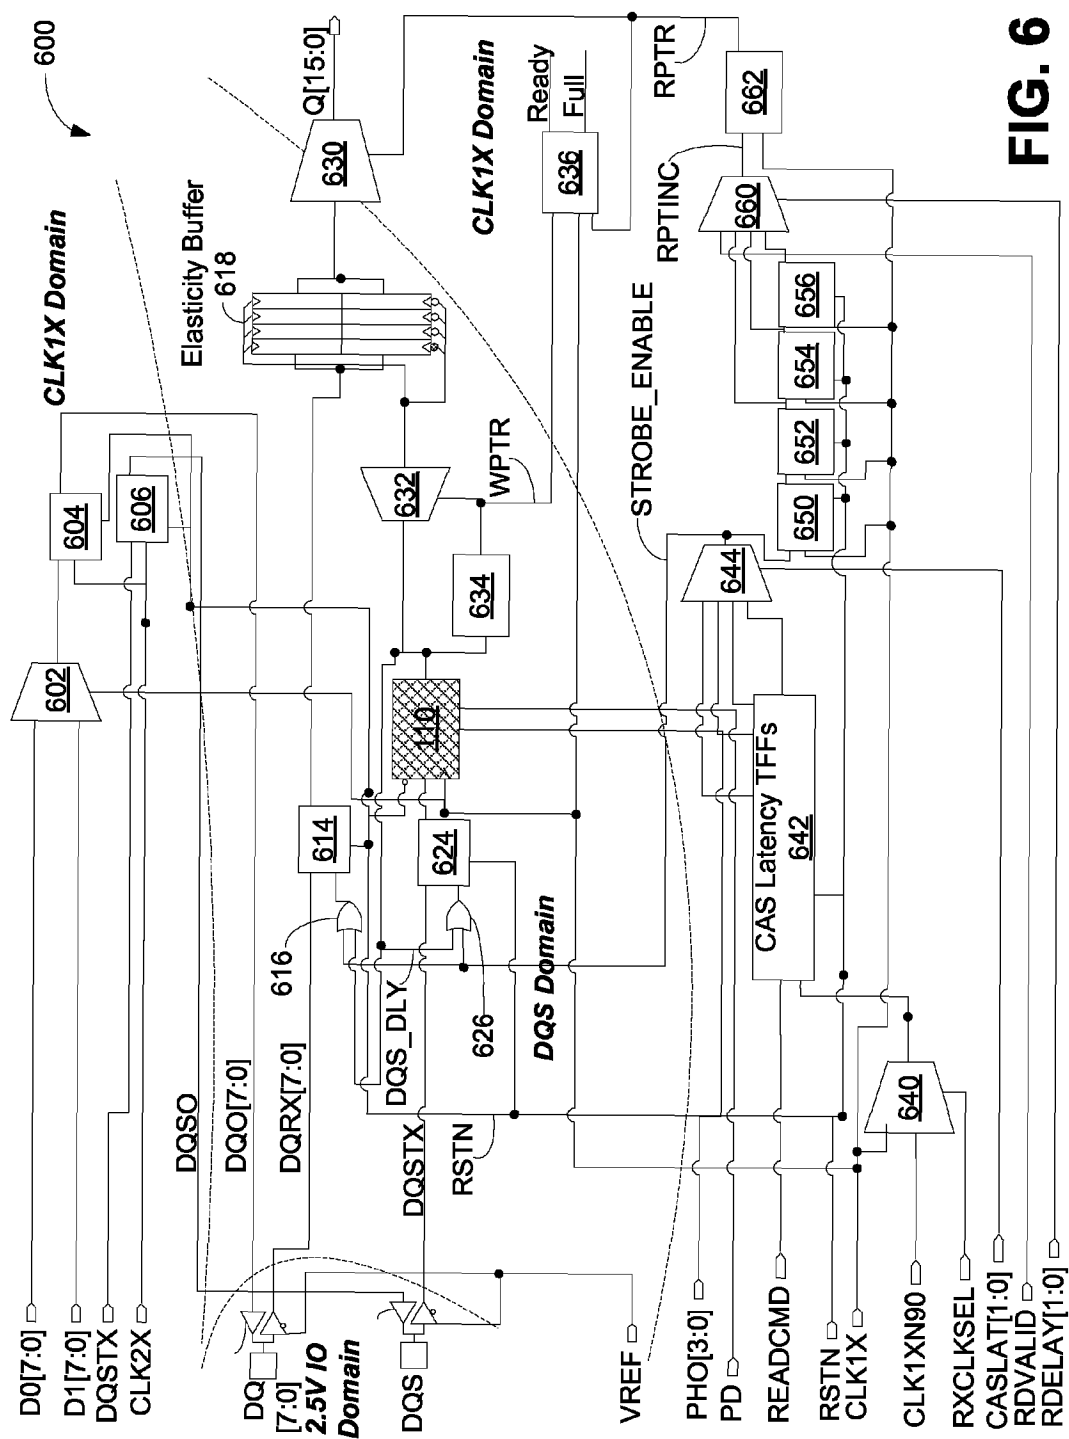 600
FIG. 6
Q[15:0]
CLK1X Domain
Elasticity Buffer
618
630
CLK1X Domain
Ready
Full
636
RPTR
662
RPTINC
660
604
606
602
632
WPTR
634
STROBE_ENABLE
656
654
652
650
644
110
614
624
616
626
DQS_DLY
DQS Domain
CAS Latency TFFs
642
640
DQSO
DQO[7:0]
DQRX[7:0]
DQSTX
RSTN
D0[7:0]
D1[7:0]
DQSTX
CLK2X
DQ
[7:0]
2.5V IO
Domain
DQS
VREF
PHO[3:0]
PD
READCMD
RSTN
CLK1X
CLK1XN90
RXCLKSEL
CASLAT[1:0]
RDVALID
RDELAY[1:0]